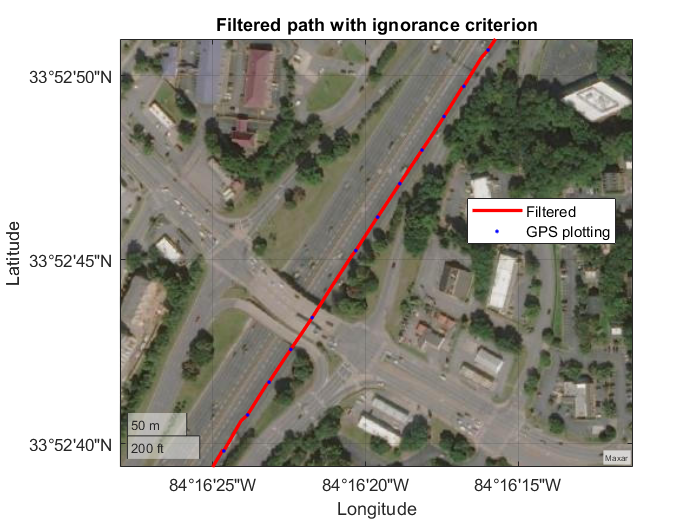 Filtered path with ignorance criterion
33°52'50"N
33°52'45"N
33°52'40"N
Latitude
Filtered
GPS plotting
50 m
200 ft
Maxar
84°16'25"W
84°16'20"W
84°16'15"W
Longitude